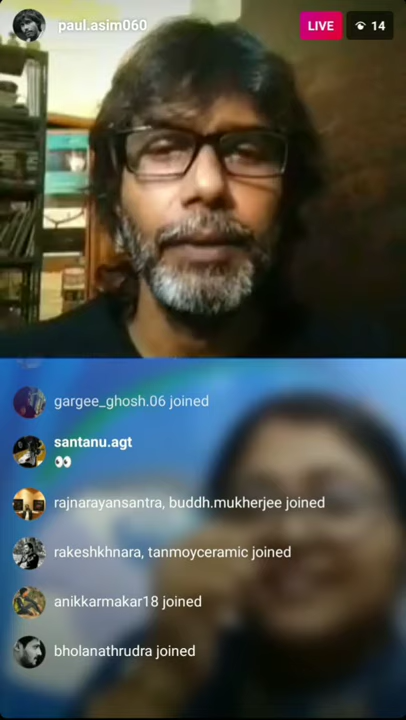 paul.asim060
LIVE
14
gargee_ghosh.06 joined
santanu.agt
👀
rajnarayansantra, buddh.mukherjee joined
rakeshkhnara, tanmoyceramic joined
anikkarmakar18 joined
bholanathrudra joined